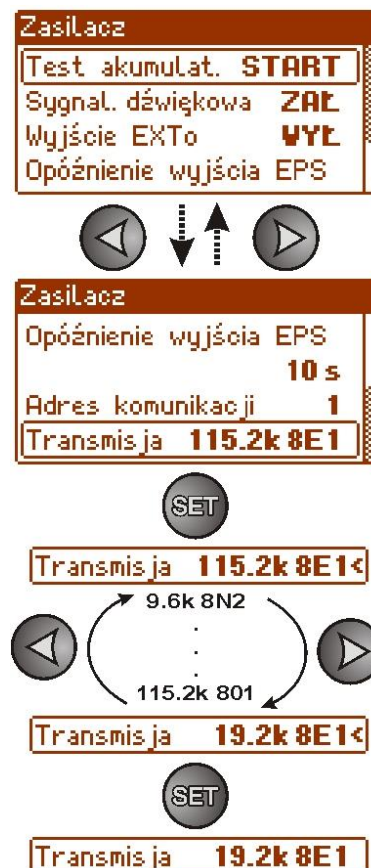 Zasilacz
Test akumulat. START
Sygnal. dźwiękowa ZAŁ
Wyjście EXTo WYŁ
Opóźnienie wyjścia EPS
Zasilacz
Opóźnienie wyjścia EPS
10 s
Adres komunikacji 1
Transmisja 115.2k 8E1
SET
Transmisja 115.2k 8E1<
9.6k 8N2
.
.
.
115.2k 801
Transmisja 19.2k 8E1<
SET
Transmisja 19.2k 8E1